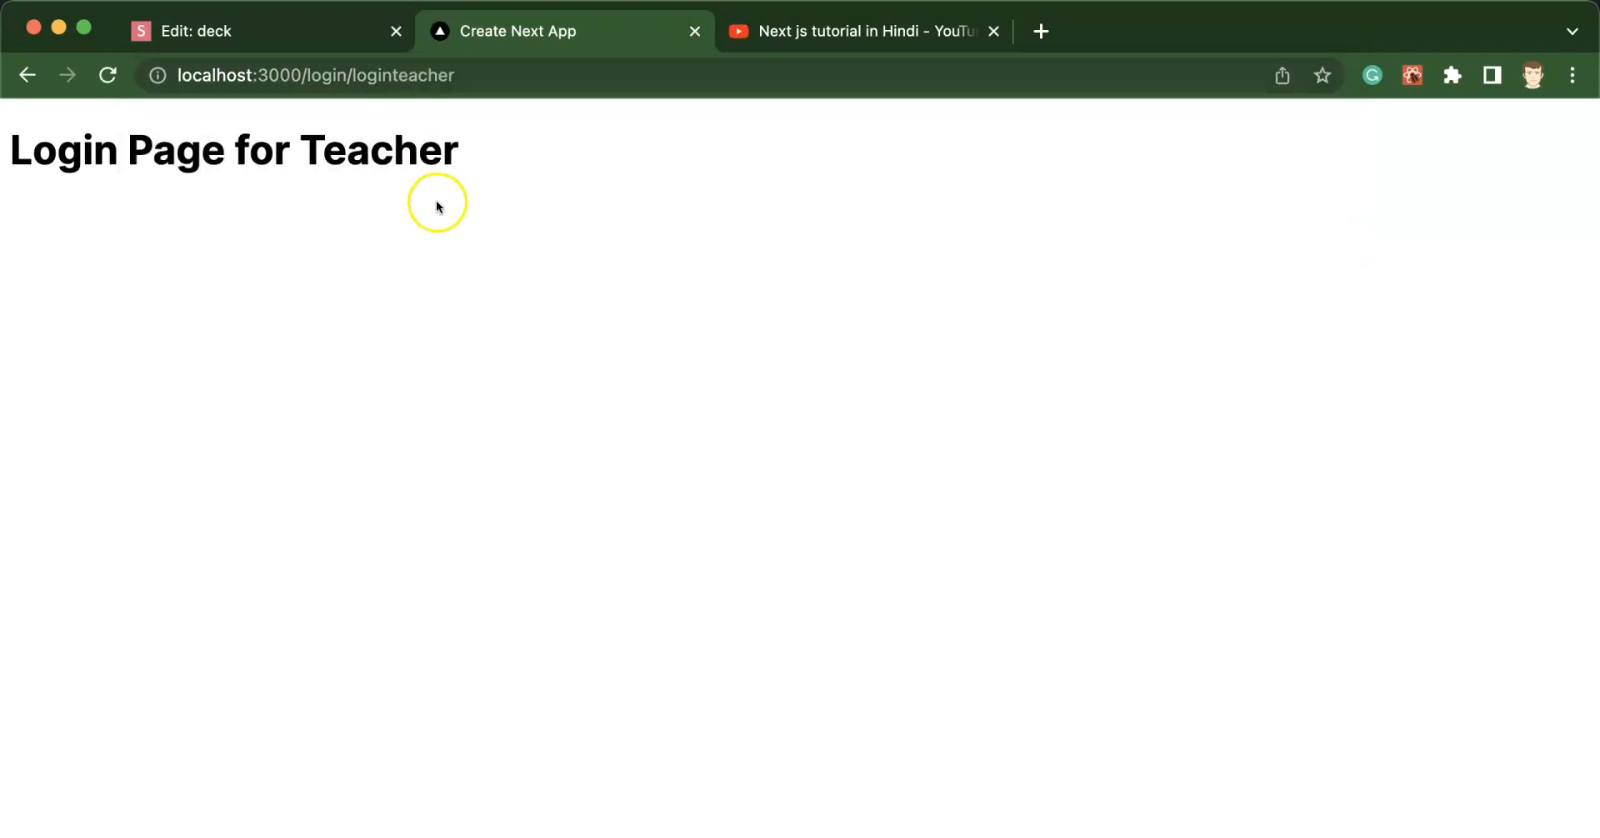 S Edit: deck
Create Next App
Next js tutorial in Hindi - YouTu
localhost:3000/login/loginteacher
Login Page for Teacher